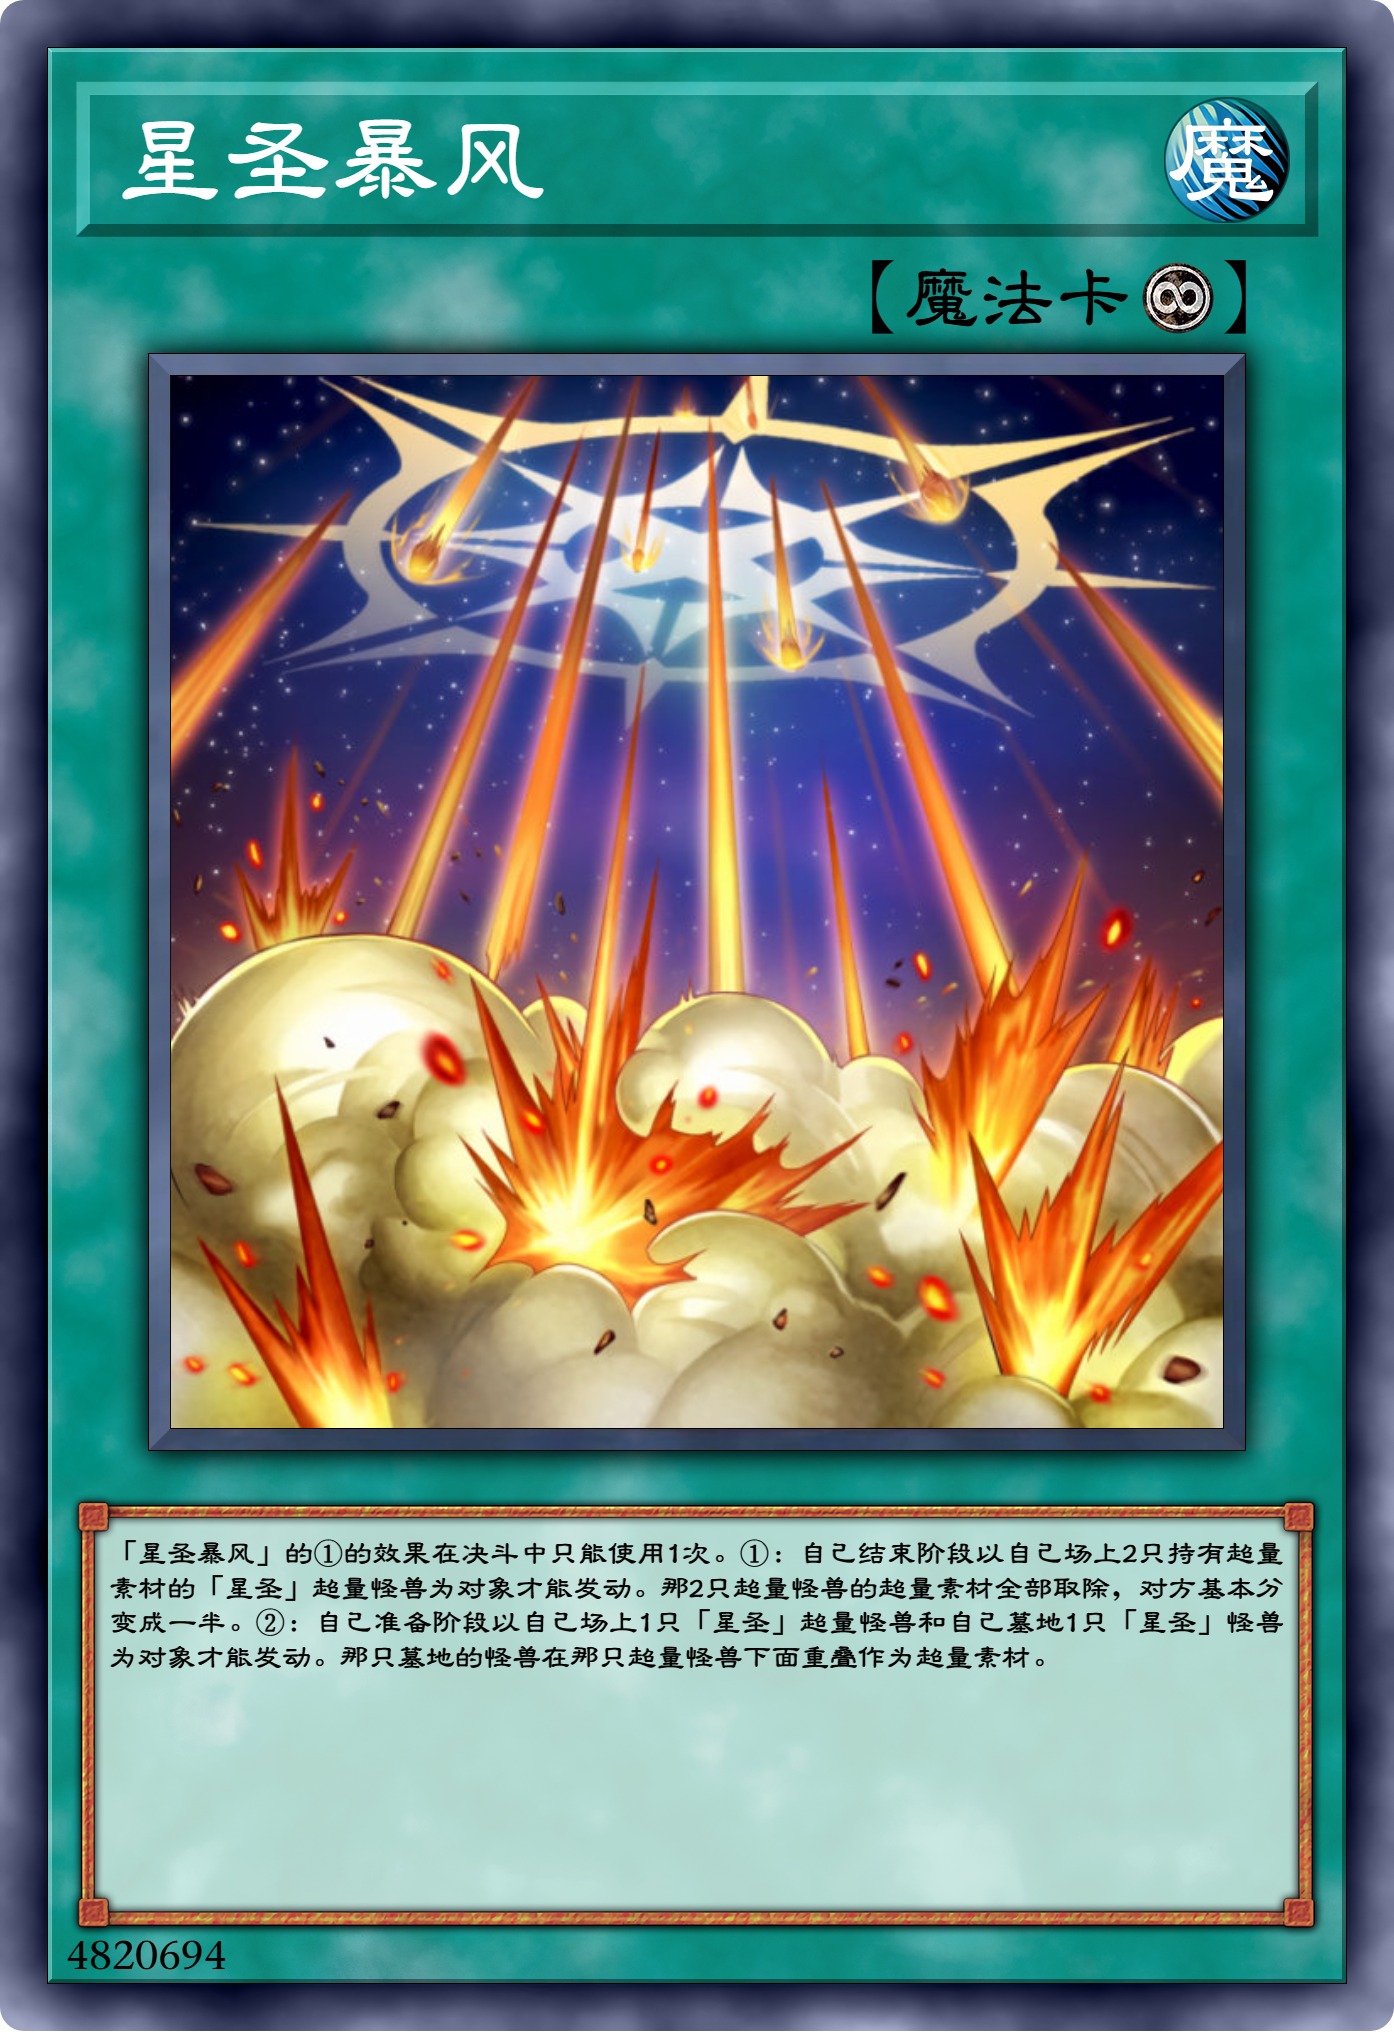 星圣暴风
魔
【魔法卡】
「星圣暴风」的①的效果在决斗中只能使用1次。①：自己结束阶段以自己场上2只持有超量
素材的「星圣」超量怪兽为对象才能发动。那2只超量怪兽的超量素材全部取除，对方基本分
变成一半。②：自己准备阶段以自己场上1只「星圣」超量怪兽和自己墓地1只「星圣」怪兽
为对象才能发动。那只墓地的怪兽在那只超量怪兽下面重叠作为超量素材。
4820694